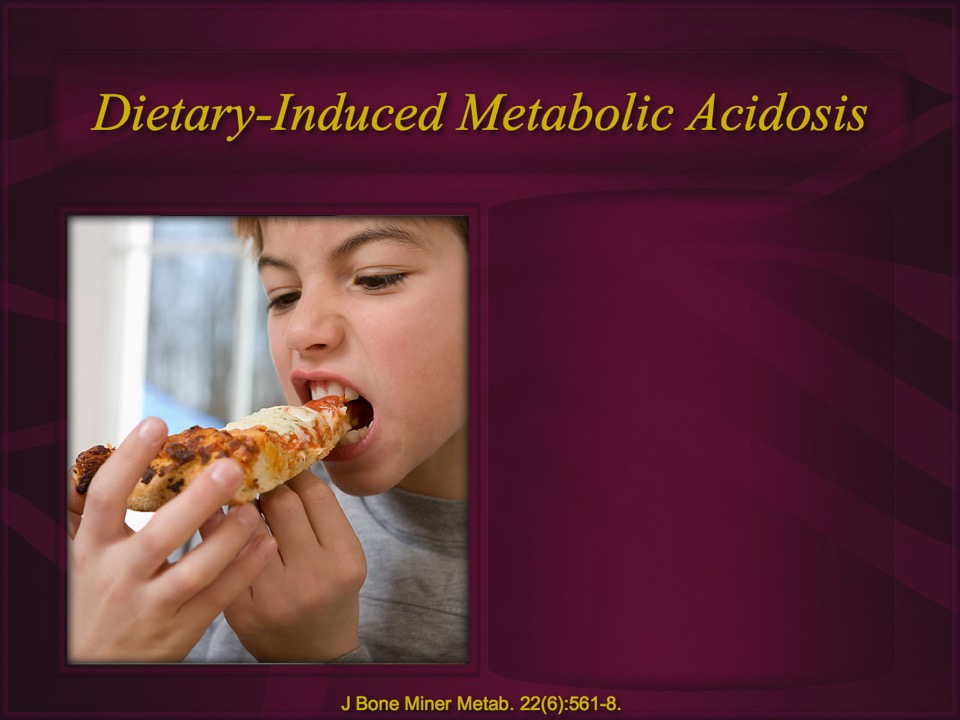 Dietary-Induced Metabolic Acidosis
J Bone Miner Metab. 22(6):561-8.